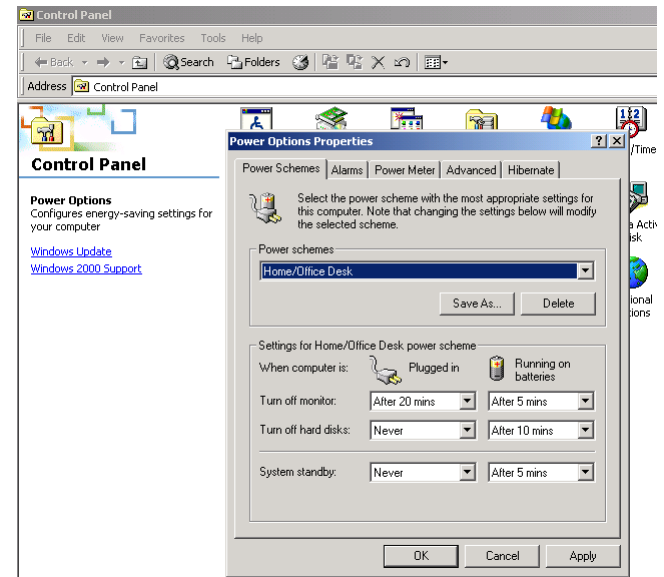 Control Panel
File Edit View Favorites Tools Help
Back Search Folders
Address Control Panel
Control Panel
Power Options
Configures energy-saving settings for
your computer
Windows Update
Windows 2000 Support
/Time
Acti
isk
ional
ions
Power Options Properties
Power Schemes Alarms Power Meter Advanced Hibernate
Select the power scheme with the most appropriate settings for
this computer. Note that changing the settings below will modify
the selected scheme.
Power schemes
Home/Office Desk
Save As... Delete
Settings for Home/Office Desk power scheme
When computer is: Plugged in Running on
batteries
Turn off monitor: After 20 mins After 5 mins
Turn off hard disks: Never After 10 mins
System standby: Never After 5 mins
OK Cancel Apply